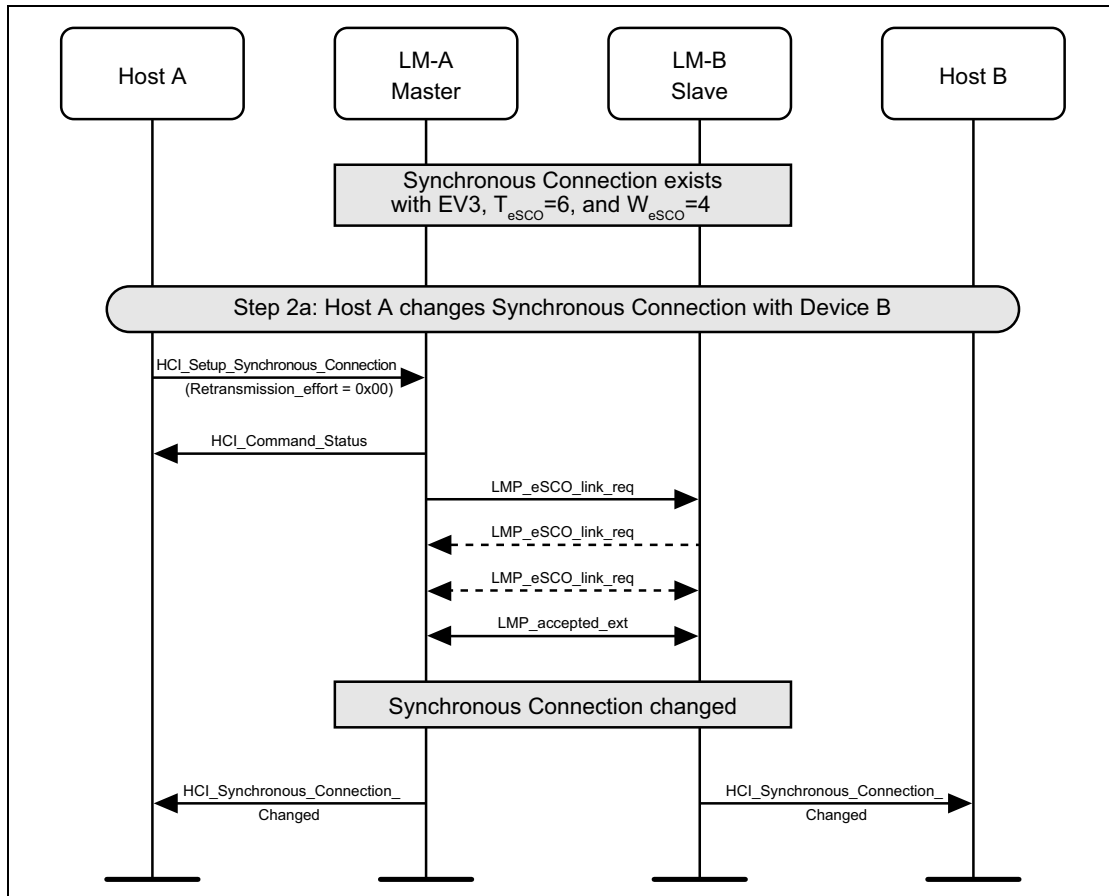 Host A
LM-A
Master
LM-B
Slave
Host B
Synchronous Connection exists
with EV3, TeSCO=6, and WeSCO=4
Step 2a: Host A changes Synchronous Connection with Device B
HCI_Setup_Synchronous_Connection
(Retransmission_effort = 0x00)
HCI_Command_Status
LMP_eSCO_link_req
LMP_eSCO_link_req
LMP_eSCO_link_req
LMP_accepted_ext
Synchronous Connection changed
HCI_Synchronous_Connection_
Changed
HCI_Synchronous_Connection_
Changed